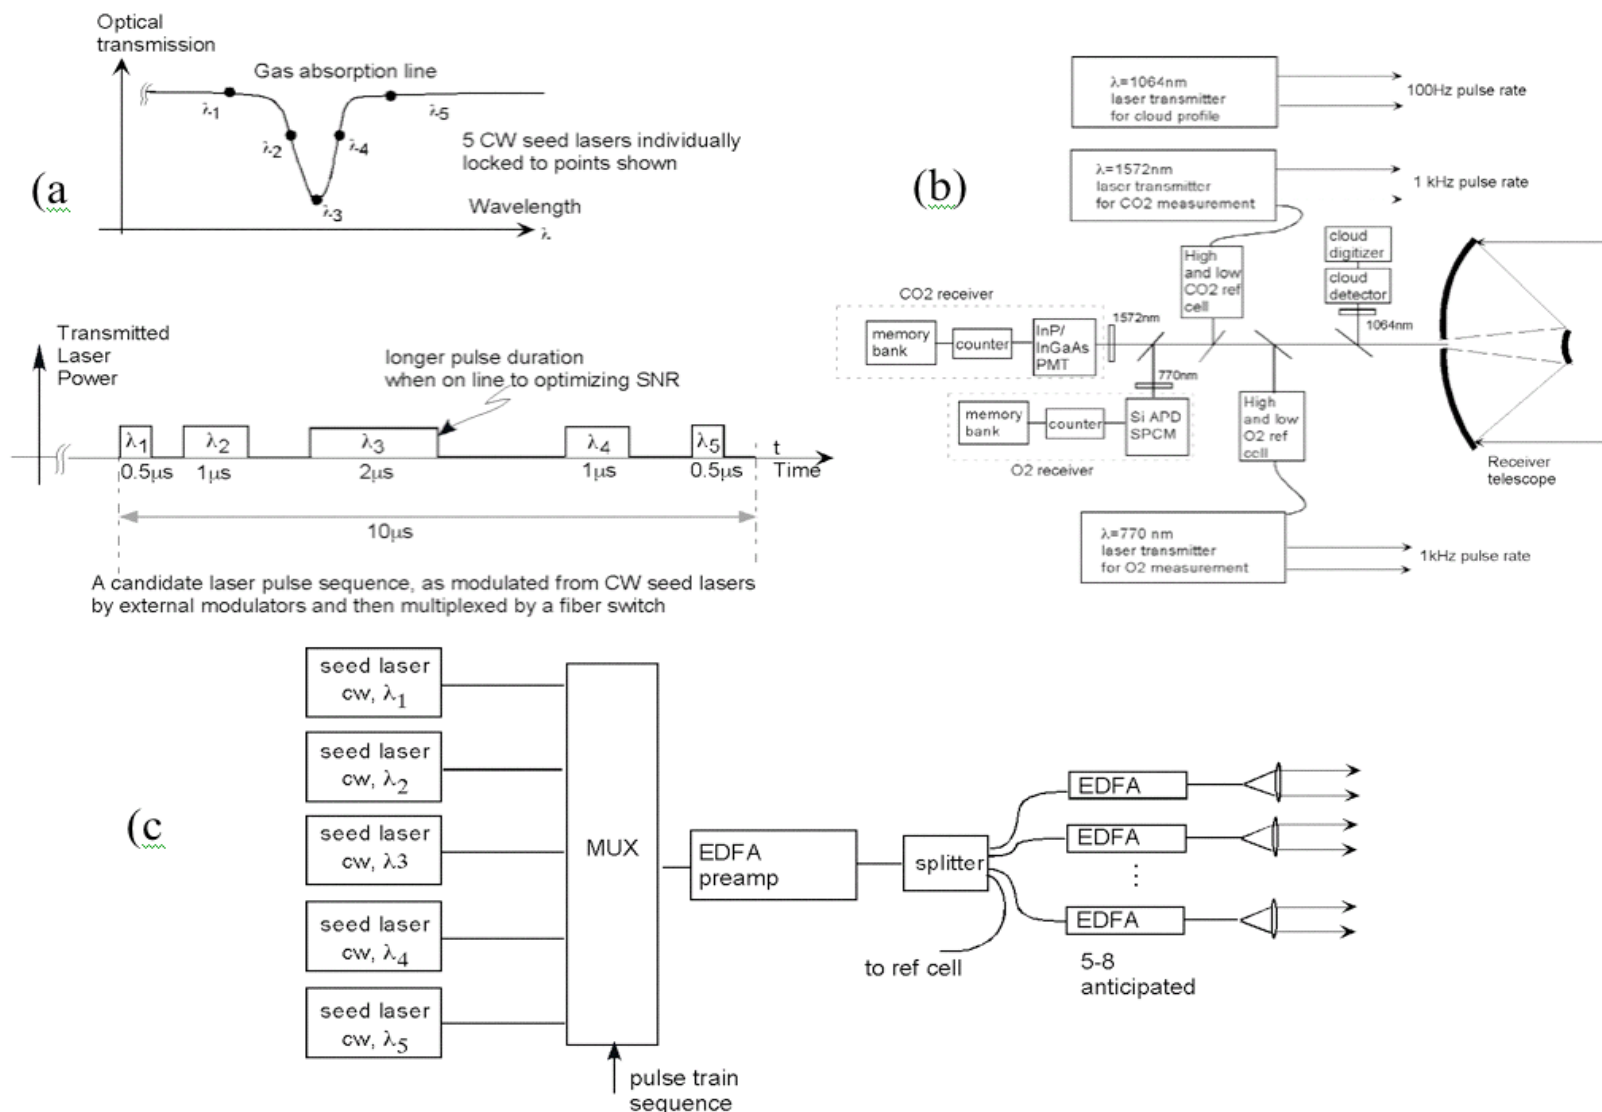 (a
Optical
transmission
Gas absorption line
λ1
λ2
λ3
λ4
λ5
5 CW seed lasers individually
locked to points shown
Wavelength
λ
Transmitted
Laser
Power
longer pulse duration
when on line to optimizing SNR
λ1
λ2
λ3
λ4
λ5
t
Time
0.5μs
1μs
2μs
1μs
0.5μs
10μs
A candidate laser pulse sequence, as modulated from CW seed lasers
by external modulators and then multiplexed by a fiber switch
(b)
λ=1064nm
laser transmitter
for cloud profile
100Hz pulse rate
λ=1572nm
laser transmitter
for CO2 measurement
1 kHz pulse rate
High
and low
CO2 ref
cell
cloud
digitizer
cloud
detector
1064nm
CO2 receiver
memory
bank
counter
InP/
InGaAs
PMT
1572nm
770nm
memory
bank
counter
Si APD
SPCM
O2 receiver
High
and low
O2 ref
cell
Receiver
telescope
λ=770 nm
laser transmitter
for O2 measurement
1kHz pulse rate
(c
seed laser
cw, λ1
seed laser
cw, λ2
seed laser
cw, λ3
seed laser
cw, λ4
seed laser
cw, λ5
MUX
pulse train
sequence
EDFA
preamp
splitter
to ref cell
EDFA
EDFA
⋮
EDFA
5-8
anticipated